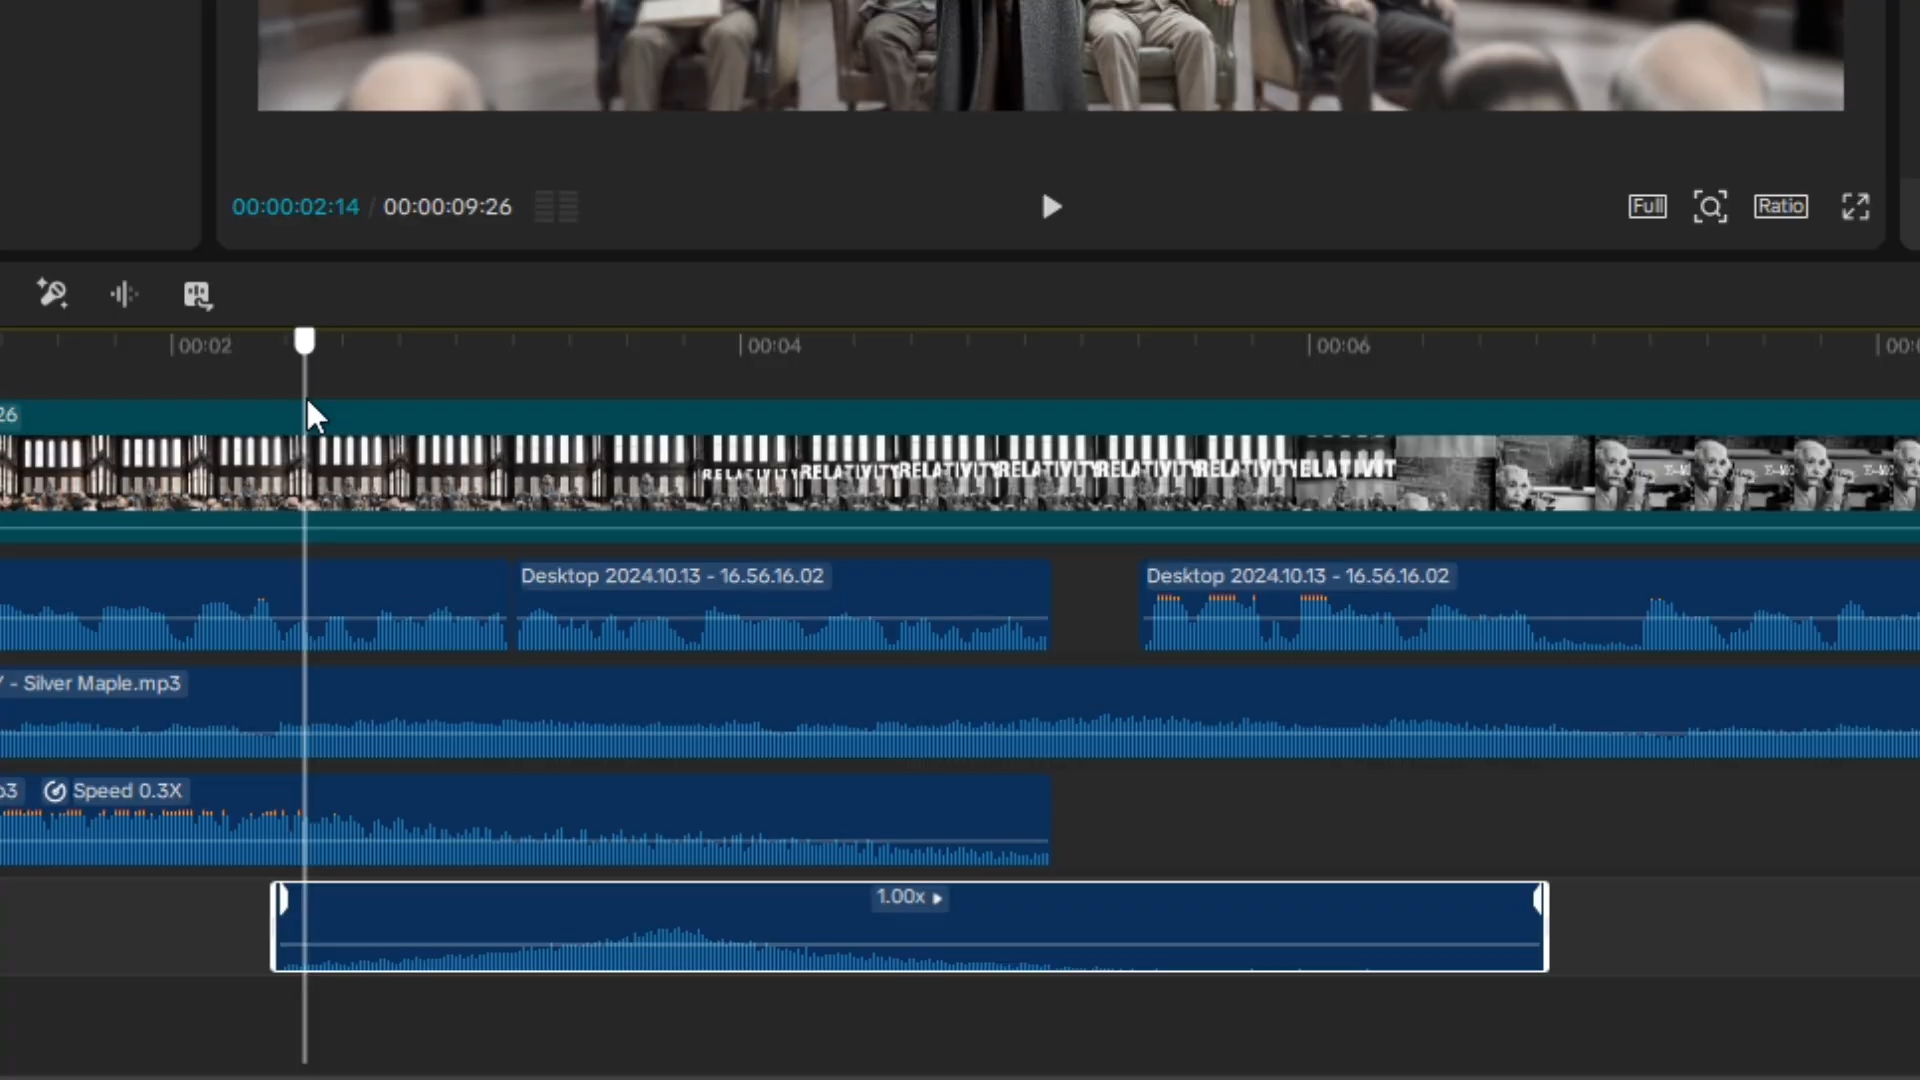 00:00:02:14 / 00:00:09:26
Full
Ratio
00:02
00:04
00:06
26
RELATIVITY RELATIVITY RELATIVITY RELATIVITY RELATIVITY RELATIVITY ELATIVIT
Desktop 2024.10.13 - 16.56.16.02
Desktop 2024.10.13 - 16.56.16.02
- Silver Maple.mp3
p3 Speed 0.3X
1.00x